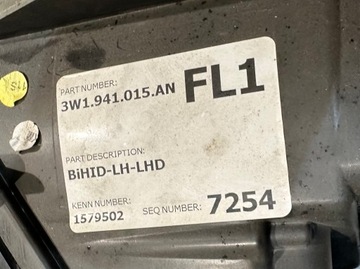 PART NUMBER:
3W1.941.015.AN
FL1
PART DESCRIPTION:
BiHID-LH-LHD
KENN NUMBER:
1579502
SEQ NUMBER:
7254